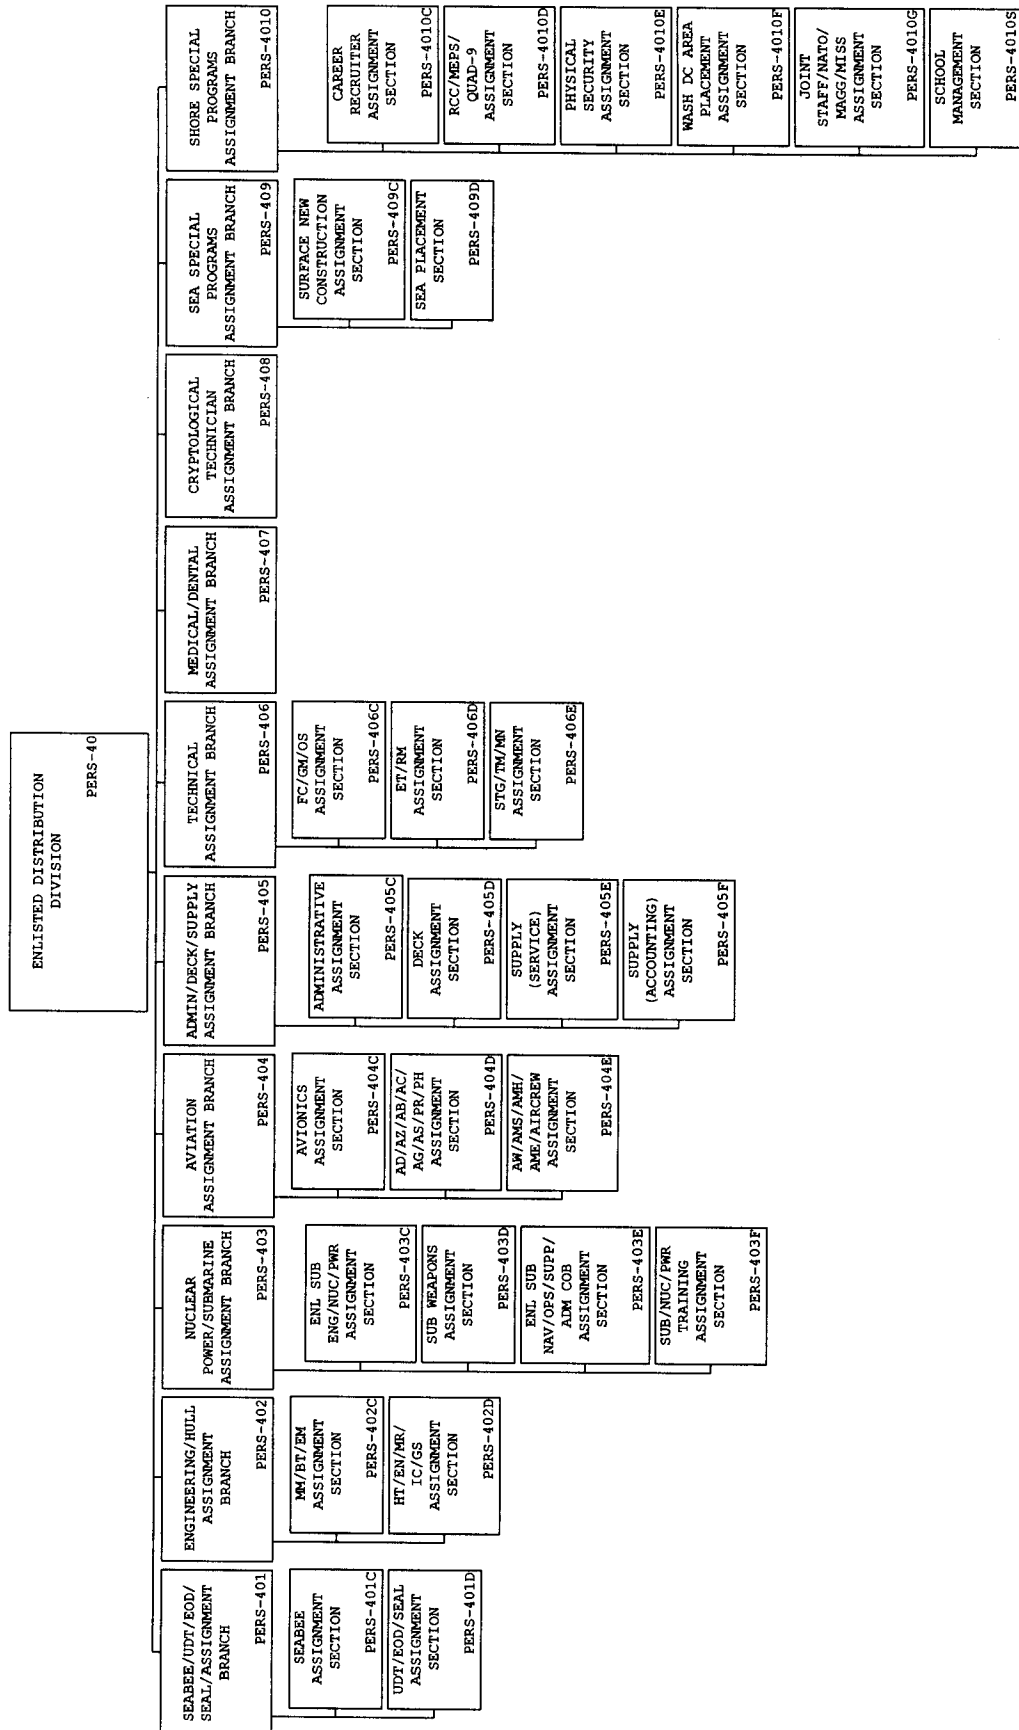 ENLISTED DISTRIBUTION
DIVISION
PERS-40
SEABEE/UDT/EOD/
SEAL/ASSIGNMENT
BRANCH
PERS-401
SEABEE
ASSIGNMENT
SECTION
PERS-401C
UDT/EOD/SEAL
ASSIGNMENT
SECTION
PERS-401D
ENGINEERING/HULL
ASSIGNMENT
BRANCH
PERS-402
MM/BT/EM
ASSIGNMENT
SECTION
PERS-402C
HT/EN/MR/
IC/GS
ASSIGNMENT
SECTION
PERS-402D
NUCLEAR
POWER/SUBMARINE
ASSIGNMENT BRANCH
PERS-403
ENL SUB
ENG/NUC/PWR
ASSIGNMENT
SECTION
PERS-403C
SUB WEAPONS
ASSIGNMENT
SECTION
PERS-403D
ENL SUB
NAV/OPS/SUPP/
ADM COB
ASSIGNMENT
SECTION
PERS-403E
SUB/NUC/PWR
TRAINING
ASSIGNMENT
SECTION
PERS-403F
AVIATION
ASSIGNMENT BRANCH
PERS-404
AVIONICS
ASSIGNMENT
SECTION
PERS-404C
AD/AZ/AB/AC/
AG/AS/PR/PH
ASSIGNMENT
SECTION
PERS-404D
AW/AMS/AMH/
AME/AIRCREW
ASSIGNMENT
SECTION
PERS-404E
ADMIN/DECK/SUPPLY
ASSIGNMENT BRANCH
PERS-405
ADMINISTRATIVE
ASSIGNMENT
SECTION
PERS-405C
DECK
ASSIGNMENT
SECTION
PERS-405D
SUPPLY
(SERVICE)
ASSIGNMENT
SECTION
PERS-405E
SUPPLY
(ACCOUNTING)
ASSIGNMENT
SECTION
PERS-405F
TECHNICAL
ASSIGNMENT BRANCH
PERS-406
FC/GM/OS
ASSIGNMENT
SECTION
PERS-406C
ET/RM
ASSIGNMENT
SECTION
PERS-406D
STG/TM/MN
ASSIGNMENT
SECTION
PERS-406E
MEDICAL/DENTAL
ASSIGNMENT BRANCH
PERS-407
CRYPTOLOGICAL
TECHNICIAN
ASSIGNMENT BRANCH
PERS-408
SEA SPECIAL
PROGRAMS
ASSIGNMENT BRANCH
PERS-409
SURFACE NEW
CONSTRUCTION
ASSIGNMENT
SECTION
PERS-409C
SEA PLACEMENT
SECTION
PERS-409D
SHORE SPECIAL
PROGRAMS
ASSIGNMENT BRANCH
PERS-4010
CAREER
RECRUITER
ASSIGNMENT
SECTION
PERS-4010C
RCC/MEPS/
QUAD-9
ASSIGNMENT
SECTION
PERS-4010D
PHYSICAL
SECURITY
ASSIGNMENT
SECTION
PERS-4010E
WASH DC AREA
PLACEMENT
ASSIGNMENT
SECTION
PERS-4010F
JOINT
STAFF/NATO/
MAGG/MISS
ASSIGNMENT
SECTION
PERS-4010G
SCHOOL
MANAGEMENT
SECTION
PERS-4010S